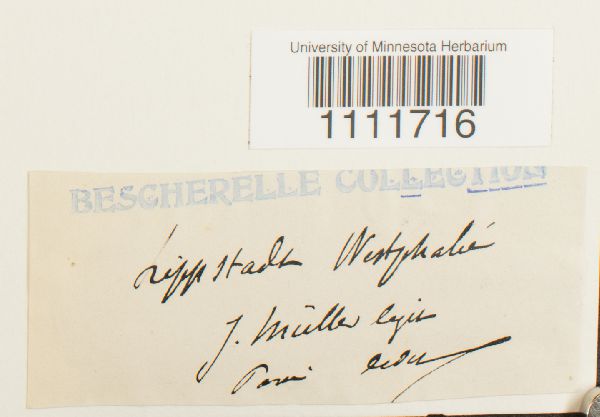 University of Minnesota Herbarium
1111716
BESCHERELLE COLLECTION
Lippstadt Westphalie
J. Müller legit